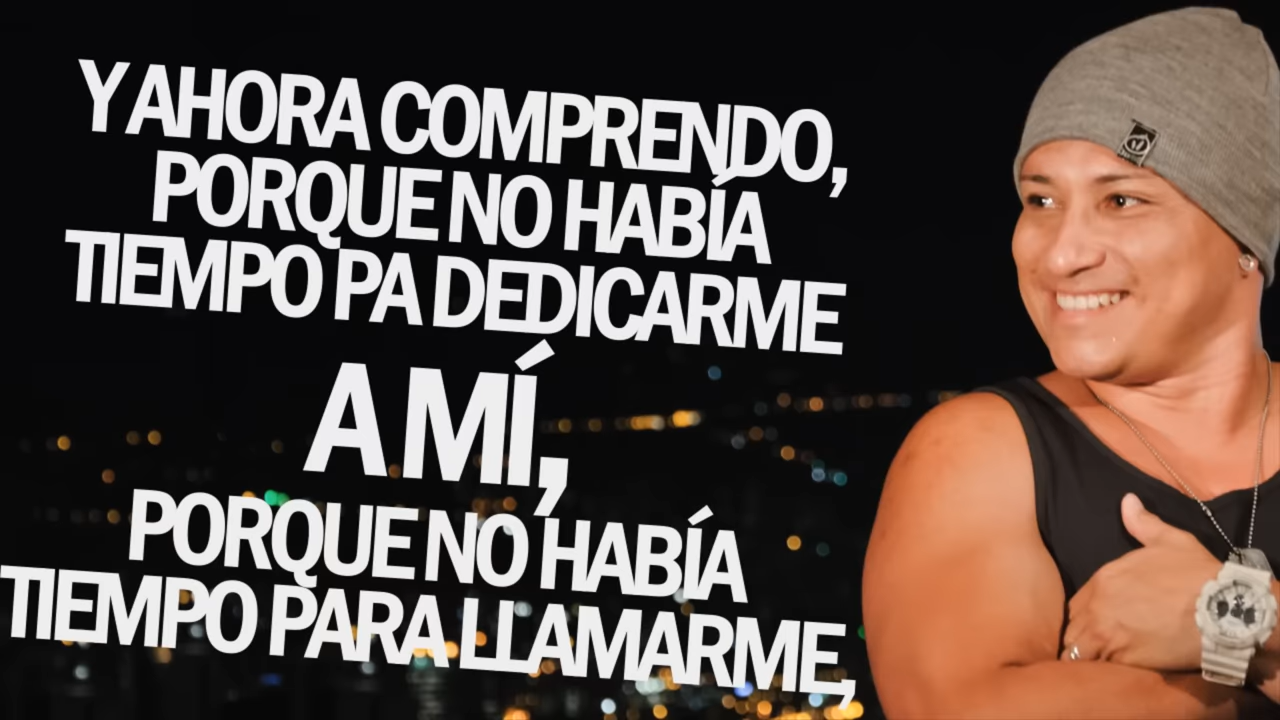 Y AHORA COMPRENDO,
PORQUE NO HABÍA
TIEMPO PA DEDICARME
A MÍ,
PORQUE NO HABÍA
TIEMPO PARA LLAMARME,